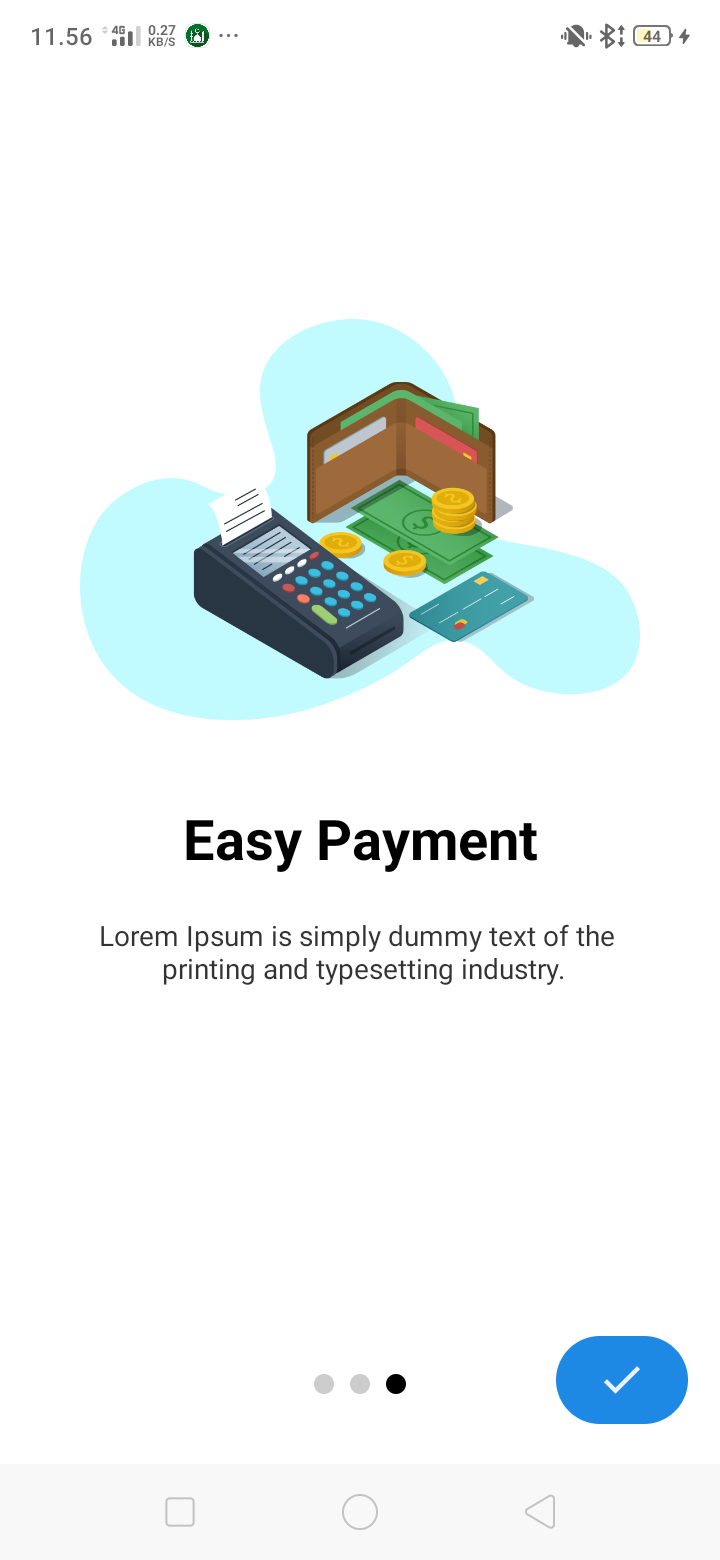 11.56 4G 0.27 KB/S 44
Easy Payment
Lorem Ipsum is simply dummy text of the
printing and typesetting industry.